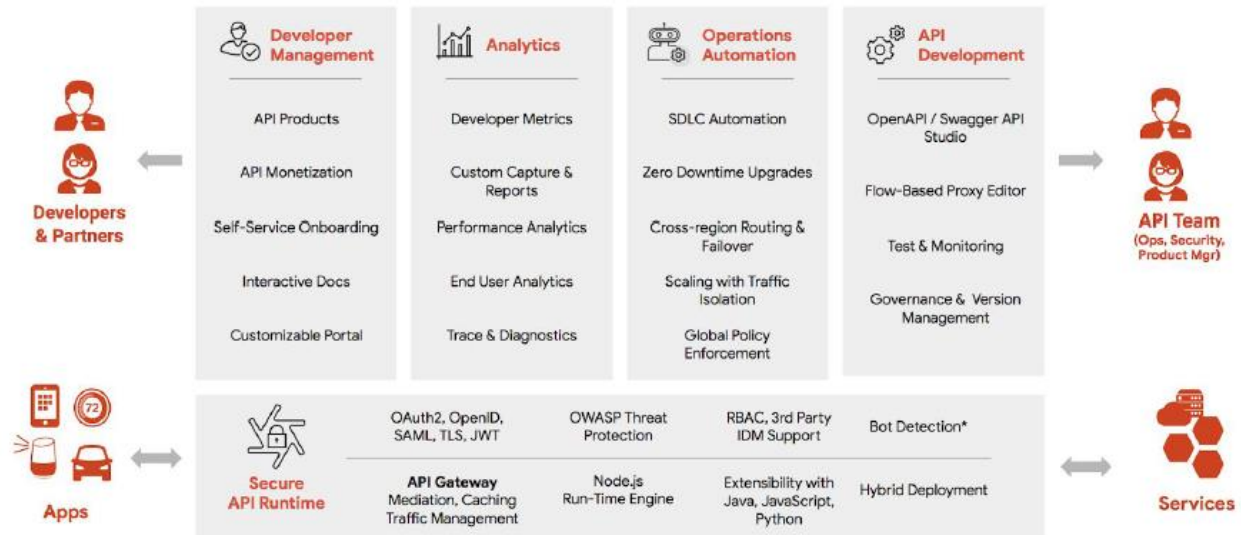 Developer
Management
API Products
API Monetization
Self-Service Onboarding
Interactive Docs
Customizable Portal
Analytics
Developer Metrics
Custom Capture &
Reports
Performance Analytics
End User Analytics
Trace & Diagnostics
Operations
Automation
SDLC Automation
Zero Downtime Upgrades
Cross-region Routing &
Failover
Scaling with Traffic
Isolation
Global Policy
Enforcement
API
Development
OpenAPI / Swagger API
Studio
Flow-Based Proxy Editor
Test & Monitoring
Governance & Version
Management
Developers
& Partners
API Team
(Ops, Security,
Product Mgr)
72
Apps
Secure
API Runtime
OAuth2, OpenID,
SAML, TLS, JWT
OWASP Threat
Protection
RBAC, 3rd Party
IDM Support
Bot Detection*
API Gateway
Mediation, Caching
Traffic Management
Node.js
Run-Time Engine
Extensibility with
Java, JavaScript,
Python
Hybrid Deployment
Services